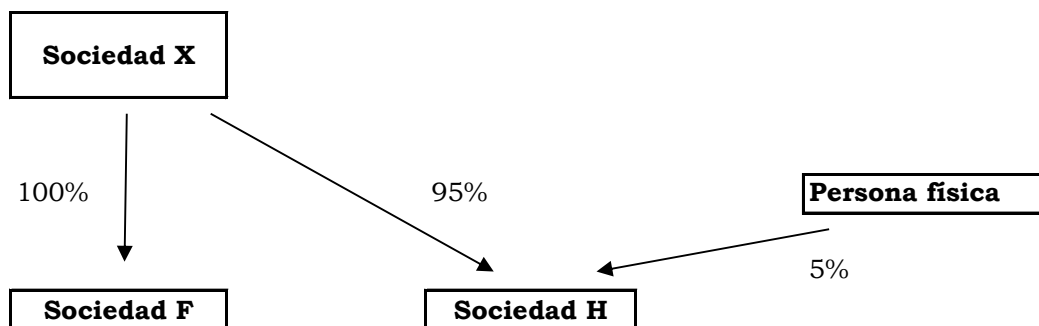 Sociedad X
100%
95%
Persona física
5%
Sociedad F
Sociedad H